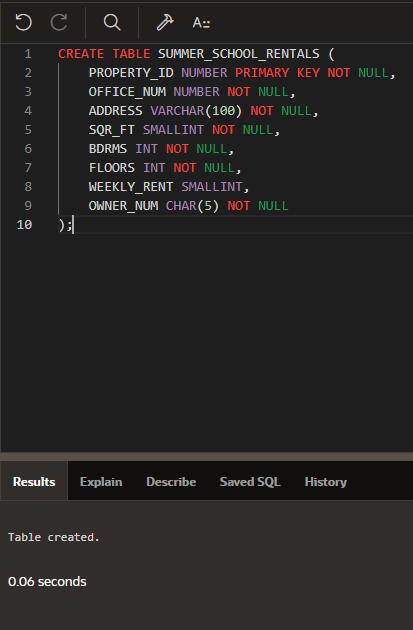 A::
1 CREATE TABLE SUMMER_SCHOOL_RENTALS (
2 PROPERTY_ID NUMBER PRIMARY KEY NOT NULL,
3 OFFICE_NUM NUMBER NOT NULL,
4 ADDRESS VARCHAR(100) NOT NULL,
5 SQR_FT SMALLINT NOT NULL,
6 BDRMS INT NOT NULL,
7 FLOORS INT NOT NULL,
8 WEEKLY_RENT SMALLINT,
9 OWNER_NUM CHAR(5) NOT NULL
10 );
Results Explain Describe Saved SQL History
Table created.
0.06 seconds